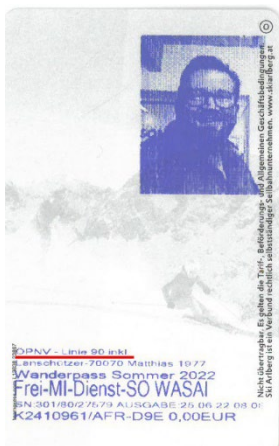 ÖPNV - Linie 90 inkl
Lanschützer-70070 Matthias 1977
Wanderpass Sommer 2022
Frei-MI-Dienst-SO WASAI
SN 301/80/27579 AUSGABE 25.06.22 08:0
K2410961/AFR-D9E 0,00EUR
Nicht übertragbar. Es gelten die Tarif-, Beförderungs- und Allgemeinen Geschäftsbedingungen.
Ski Arlberg ist ein Verbund rechtlich selbstständiger Seilbahnunternehmen. www.skiarlberg.at